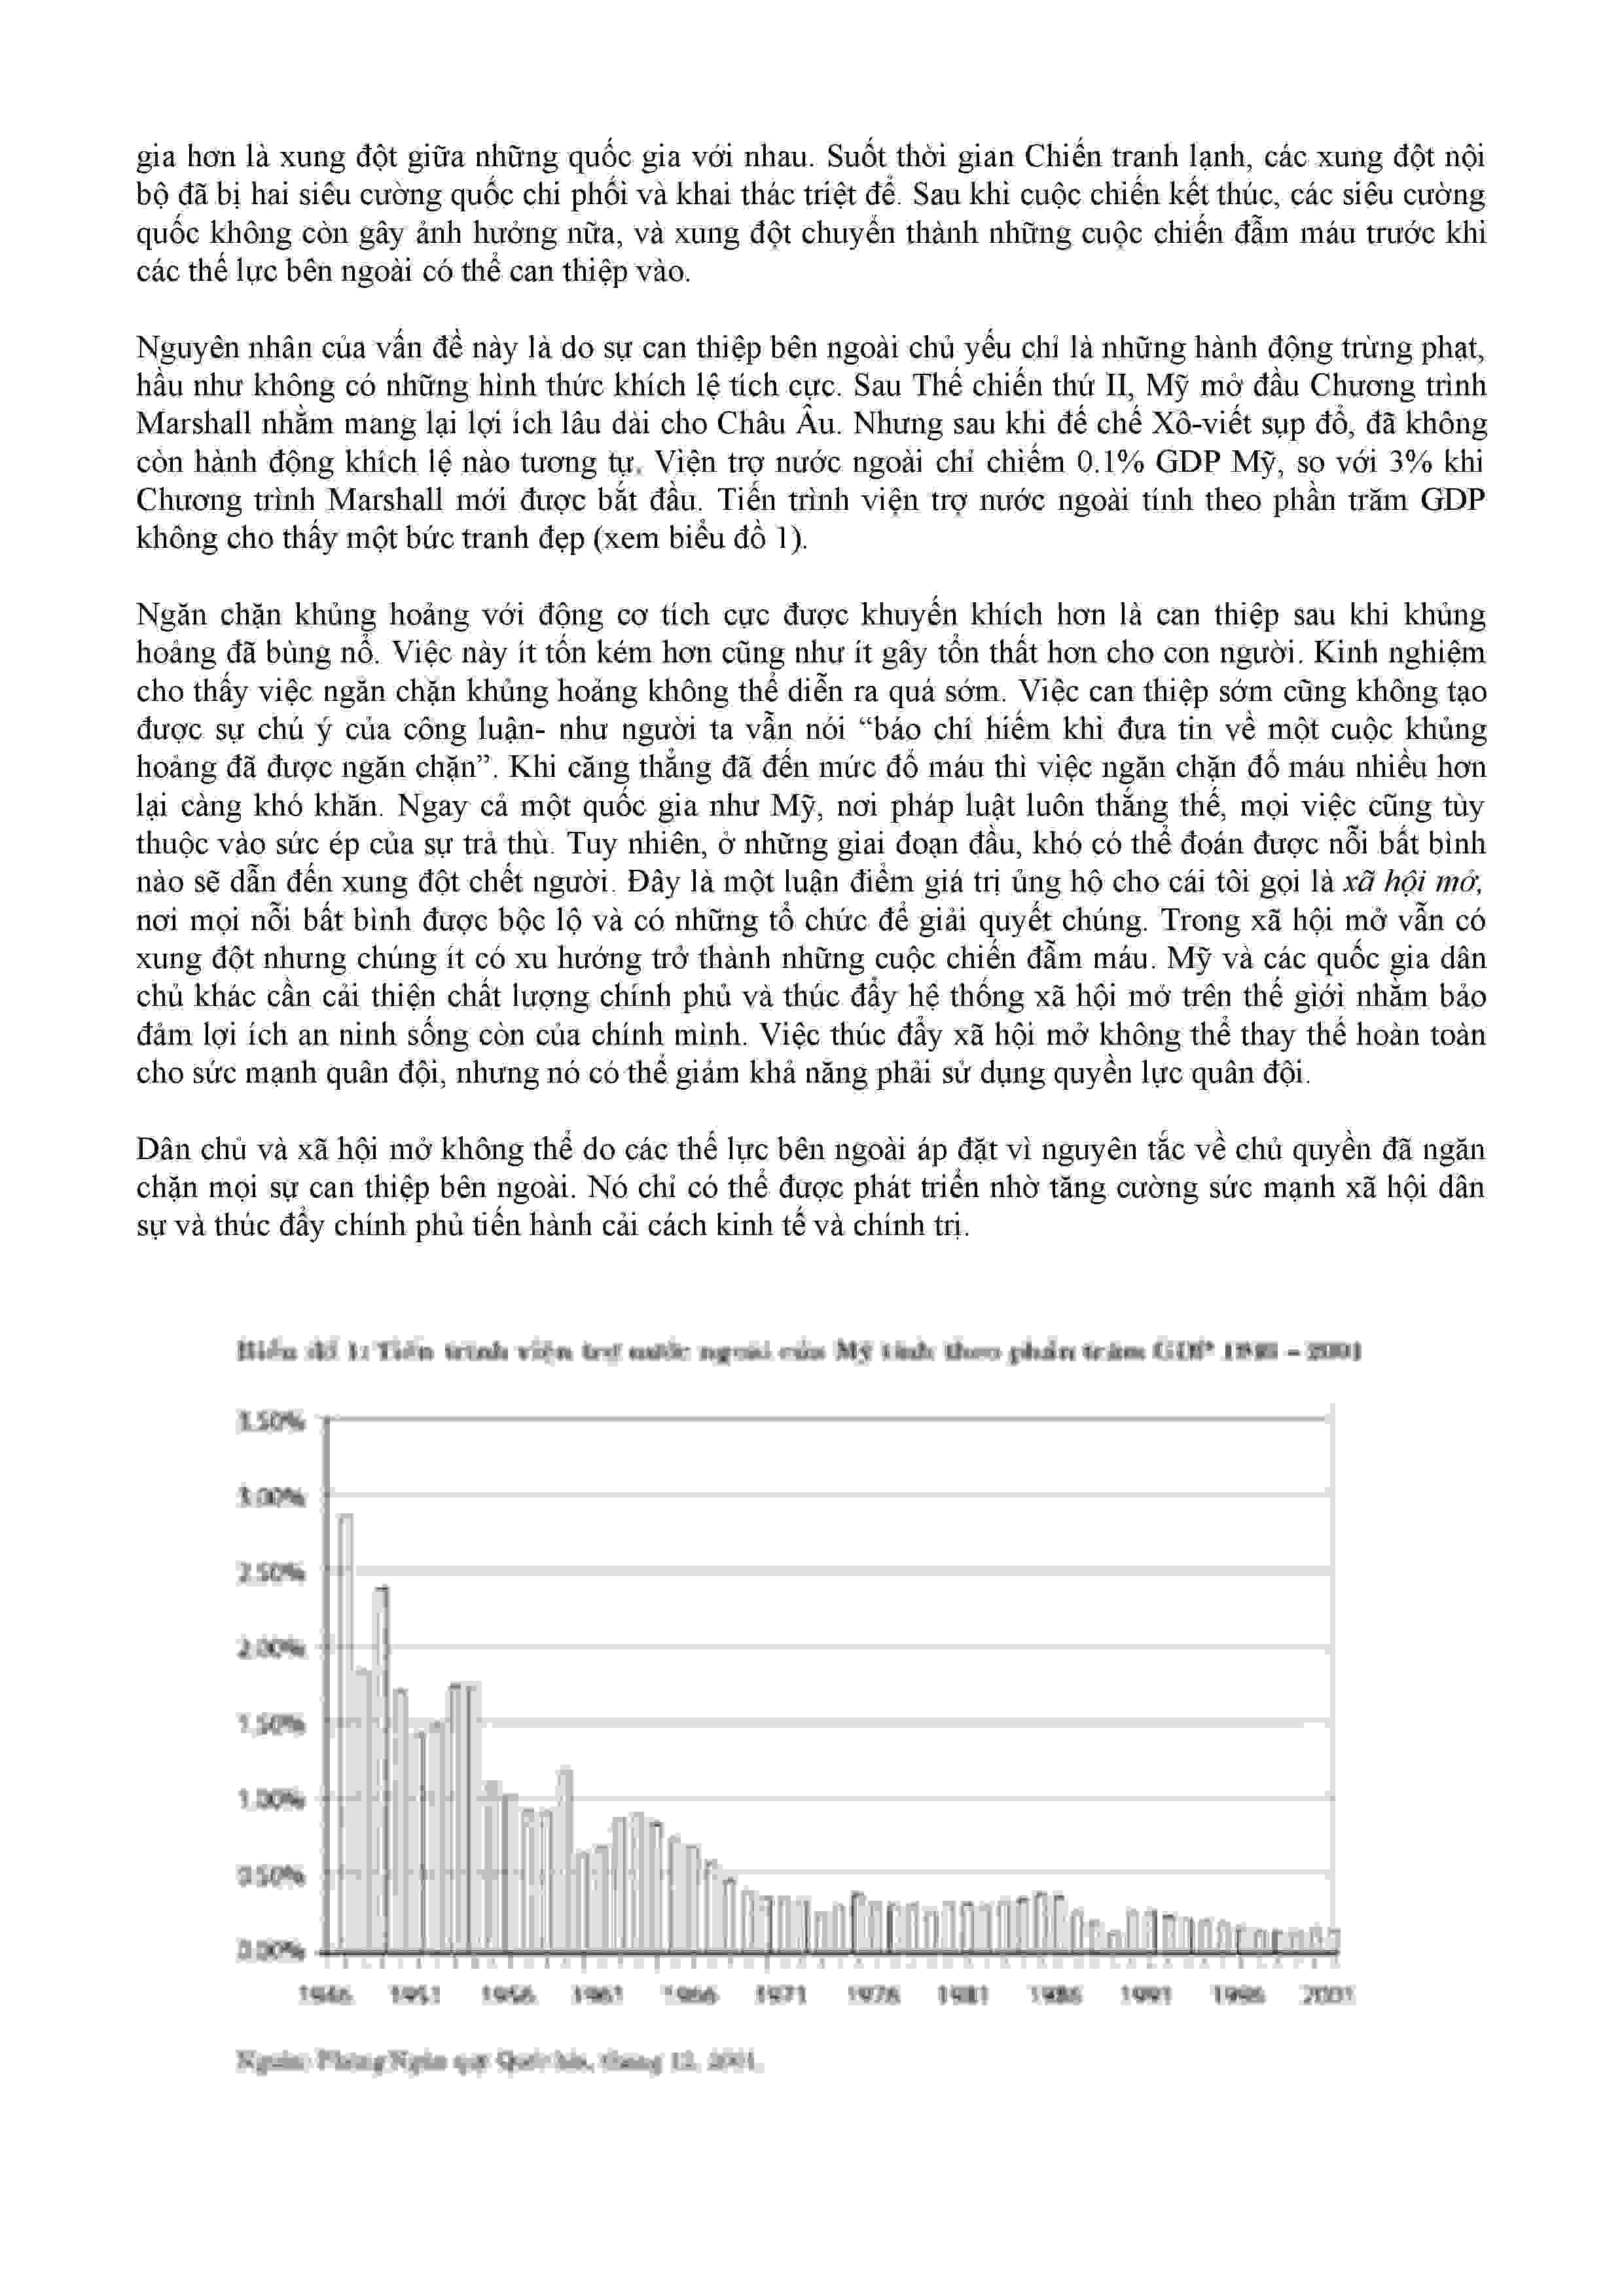 gia hơn là xung đột giữa những quốc gia với nhau. Suốt thời gian Chiến tranh lạnh, các xung đột nội
bộ đã bị hai siêu cường quốc chi phối và khai thác triệt để. Sau khi cuộc chiến kết thúc, các siêu cường
quốc không còn gây ảnh hưởng nữa, và xung đột chuyển thành những cuộc chiến đẫm máu trước khi
các thế lực bên ngoài có thể can thiệp vào.
Nguyên nhân của vấn đề này là do sự can thiệp bên ngoài chủ yếu chỉ là những hành động trừng phạt,
hầu như không có những hình thức khích lệ tích cực. Sau Thế chiến thứ II, Mỹ mở đầu Chương trình
Marshall nhằm mang lại lợi ích lâu dài cho Châu Âu. Nhưng sau khi đế chế Xô-viết sụp đổ, đã không
còn hành động khích lệ nào tương tự. Viện trợ nước ngoài chỉ chiếm 0.1% GDP Mỹ, so với 3% khi
Chương trình Marshall mới được bắt đầu. Tiến trình viện trợ nước ngoài tính theo phần trăm GDP
không cho thấy một bức tranh đẹp (xem biểu đồ 1).
Ngăn chặn khủng hoảng với động cơ tích cực được khuyến khích hơn là can thiệp sau khi khủng
hoảng đã bùng nổ. Việc này ít tốn kém hơn cũng như ít gây tổn thất hơn cho con người. Kinh nghiệm
cho thấy việc ngăn chặn khủng hoảng không thể diễn ra quá sớm. Việc can thiệp sớm cũng không tạo
được sự chú ý của công luận- như người ta vẫn nói “báo chí hiếm khi đưa tin về một cuộc khủng
hoảng đã được ngăn chặn”. Khi căng thẳng đã đến mức đổ máu thì việc ngăn chặn đổ máu nhiều hơn
lại càng khó khăn. Ngay cả một quốc gia như Mỹ, nơi pháp luật luôn thắng thế, mọi việc cũng tùy
thuộc vào sức ép của sự trả thù. Tuy nhiên, ở những giai đoạn đầu, khó có thể đoán được nỗi bất bình
nào sẽ dẫn đến xung đột chết người. Đây là một luận điểm giá trị ủng hộ cho cái tôi gọi là xã hội mở,
nơi mọi nỗi bất bình được bộc lộ và có những tổ chức để giải quyết chúng. Trong xã hội mở vẫn có
xung đột nhưng chúng ít có xu hướng trở thành những cuộc chiến đẫm máu. Mỹ và các quốc gia dân
chủ khác cần cải thiện chất lượng chính phủ và thúc đẩy hệ thống xã hội mở trên thế giới nhằm bảo
đảm lợi ích an ninh sống còn của chính mình. Việc thúc đẩy xã hội mở không thể thay thế hoàn toàn
cho sức mạnh quân đội, nhưng nó có thể giảm khả năng phải sử dụng quyền lực quân đội.
Dân chủ và xã hội mở không thể do các thế lực bên ngoài áp đặt vì nguyên tắc về chủ quyền đã ngăn
chặn mọi sự can thiệp bên ngoài. Nó chỉ có thể được phát triển nhờ tăng cường sức mạnh xã hội dân
sự và thúc đẩy chính phủ tiến hành cải cách kinh tế và chính trị.
Biểu đồ 1: Tiến trình viện trợ nước ngoài của Mỹ tính theo phần trăm GDP – 2001
3.50%
3.00%
2.50%
2.00%
1.50%
1.00%
0.50%
0.00%
1946 1951 1956 1961 1966 1971 1976 1981 1986 1991 1996 2001
Quốc hội, tháng 12, 2001.